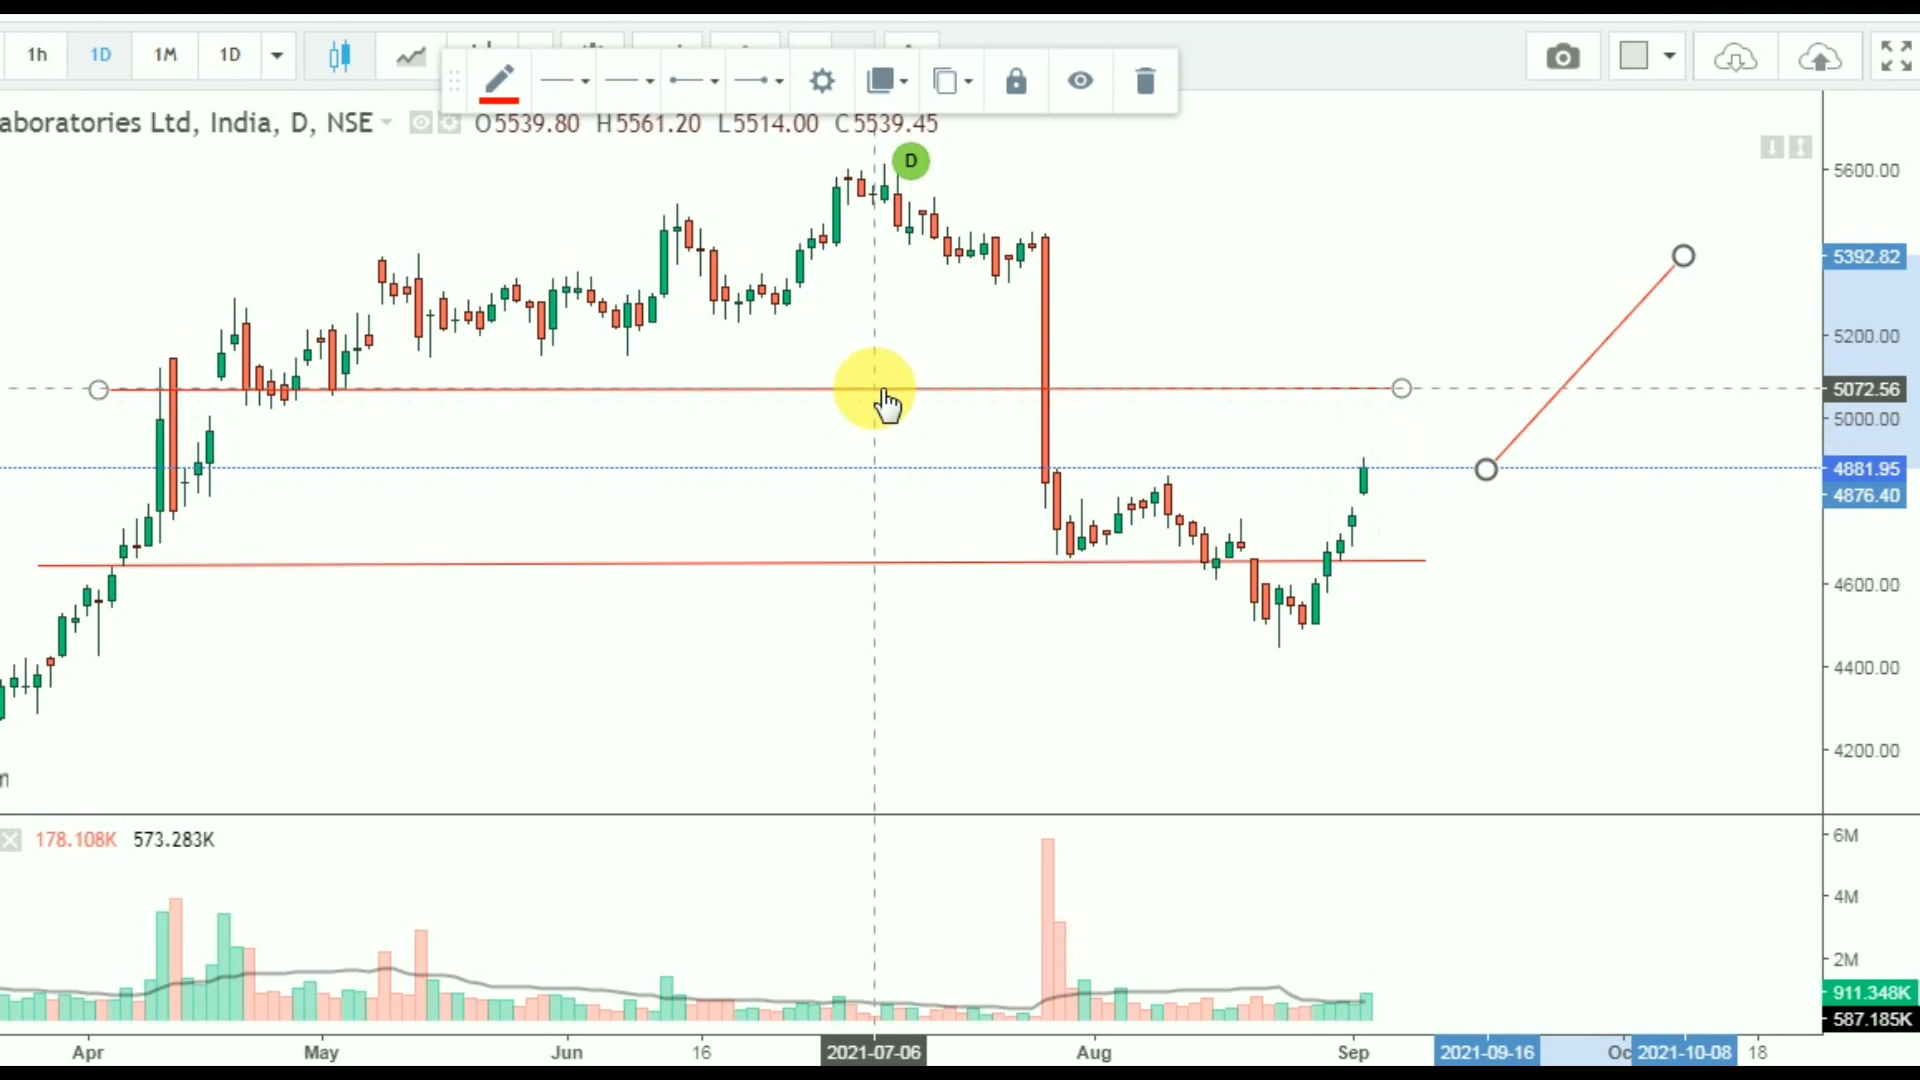 1h 1D 1M 1D
aboratories Ltd, India, D, NSE O5539.80 H5561.20 L5514.00 C5539.45
D
5600.00
5392.82
5200.00
5072.56
5000.00
4881.95
4876.40
4600.00
4400.00
4200.00
178.108K 573.283K
6M
4M
2M
911.348K
587.185K
Apr May Jun 16 2021-07-06 Aug Sep 2021-09-16 Oc 2021-10-08 18